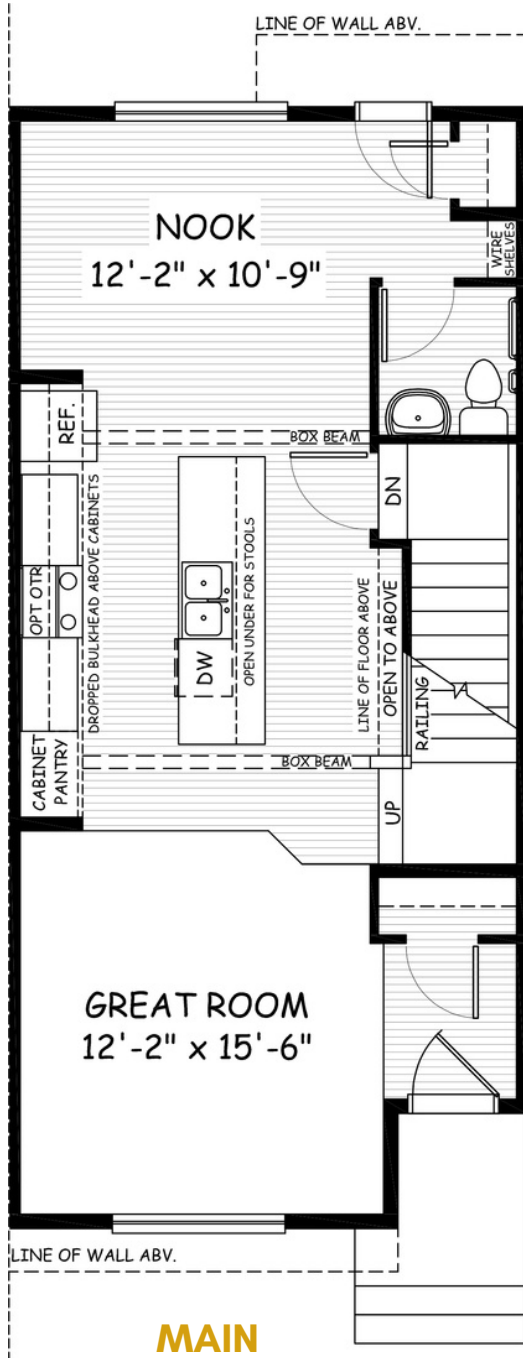 LINE OF WALL ABV.
NOOK
12'-2" x 10'-9"
WIRE
SHELVES
REF.
BOX BEAM
DN
DROPPED BULKHEAD ABOVE CABINETS
OPEN UNDER FOR STOOLS
OPT OTR
DW
LINE OF FLOOR ABOVE
OPEN TO ABOVE
RAILING
CABINET
PANTRY
BOX BEAM
UP
GREAT ROOM
12'-2" x 15'-6"
LINE OF WALL ABV.
MAIN